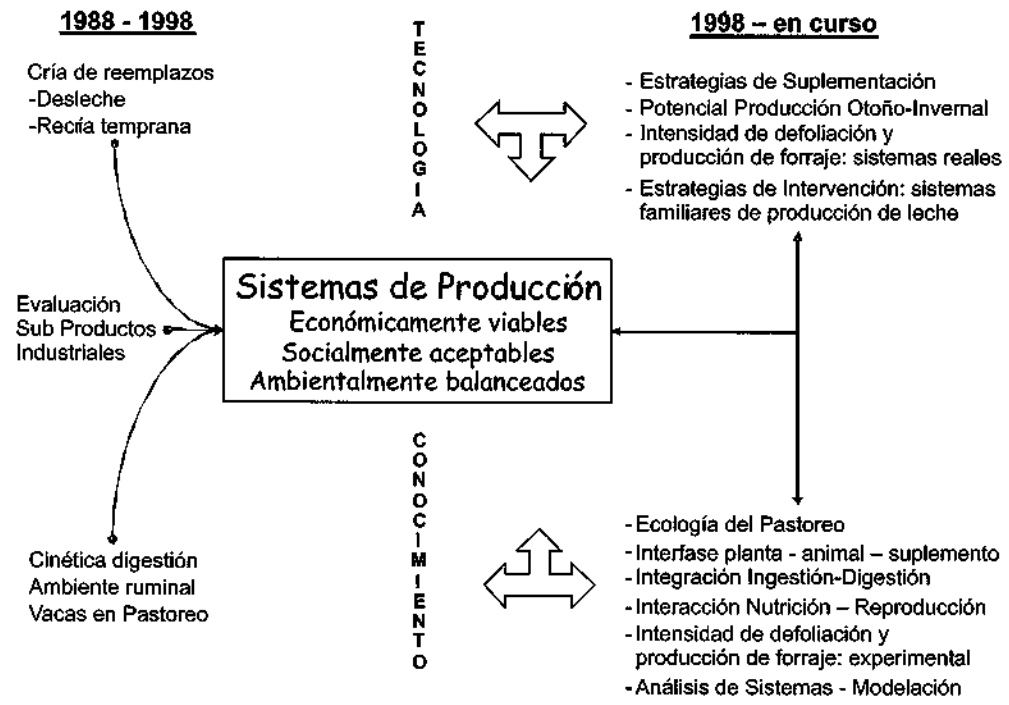 1988 - 1998
Cría de reemplazos
-Desleche
-Recría temprana
Evaluación
Sub Productos
Industriales
Cinética digestión
Ambiente ruminal
Vacas en Pastoreo
TECNOLOGIA
Sistemas de Producción
Económicamente viables
Socialmente aceptables
Ambientalmente balanceados
CONOCIMIENTO
1998 – en curso
- Estrategias de Suplementación
- Potencial Producción Otoño-Invernal
- Intensidad de defoliación y
producción de forraje: sistemas reales
- Estrategias de Intervención: sistemas
familiares de producción de leche
- Ecología del Pastoreo
- Interfase planta - animal – suplemento
- Integración Ingestión-Digestión
- Interacción Nutrición – Reproducción
- Intensidad de defoliación y
producción de forraje: experimental
- Análisis de Sistemas - Modelación